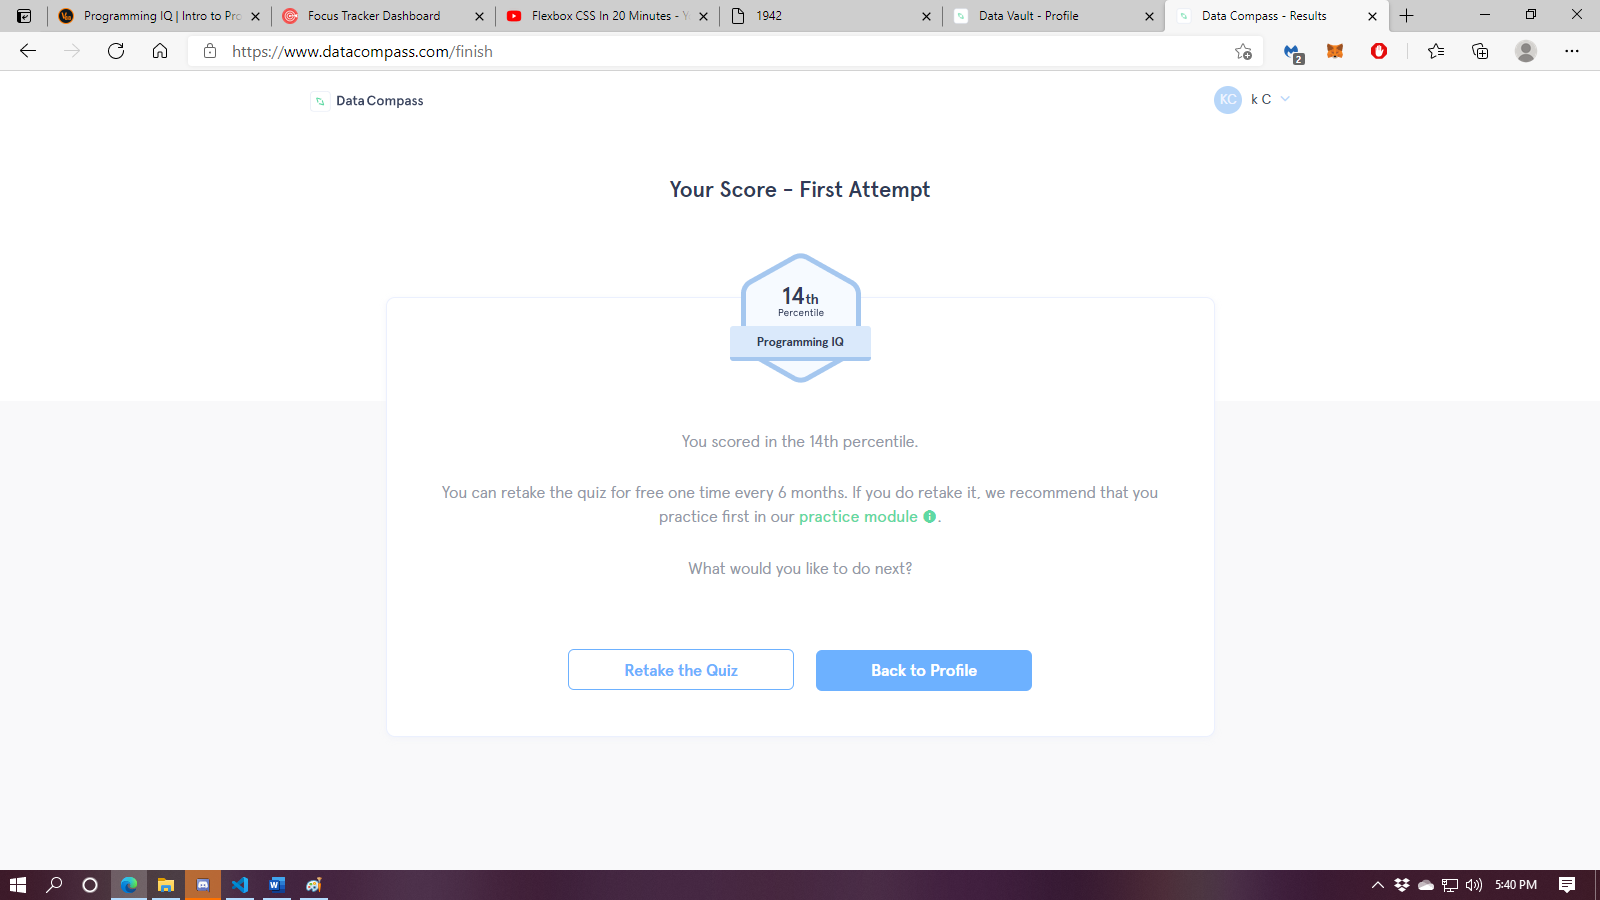 Programming IQ | Intro to Pro
Focus Tracker Dashboard
Flexbox CSS In 20 Minutes - Y
1942
Data Vault - Profile
Data Compass - Results
https://www.datacompass.com/finish
2
Data Compass
KC k C
Your Score - First Attempt
14th
Percentile
Programming IQ
You scored in the 14th percentile.
You can retake the quiz for free one time every 6 months. If you do retake it, we recommend that you
practice first in our practice module i.
What would you like to do next?
Retake the Quiz
Back to Profile
5:40 PM